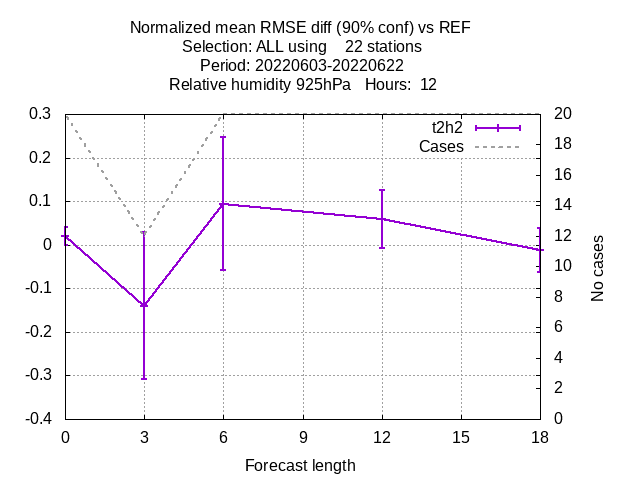 Normalized mean RMSE diff (90% conf) vs REF
Selection: ALL using    22 stations
Period: 20220603-20220622
Relative humidity 925hPa   Hours:  12
t2h2
Cases
0.3
0.2
0.1
0
-0.1
-0.2
-0.3
-0.4
20
18
16
14
12
10
8
6
4
2
0
No cases
0 3 6 9 12 15 18
Forecast length